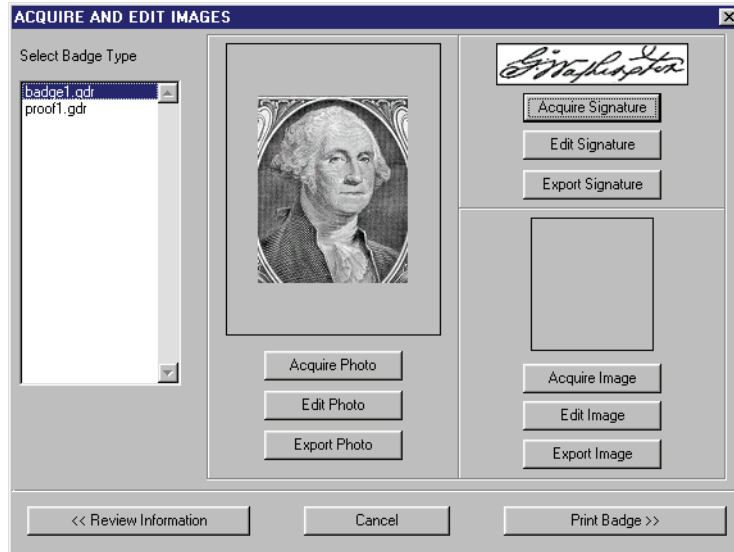 ACQUIRE AND EDIT IMAGES
Select Badge Type
badge1.gdr
proof1.gdr
Acquire Photo
Edit Photo
Export Photo
G. Washington
Acquire Signature
Edit Signature
Export Signature
Acquire Image
Edit Image
Export Image
<< Review Information
Cancel
Print Badge >>